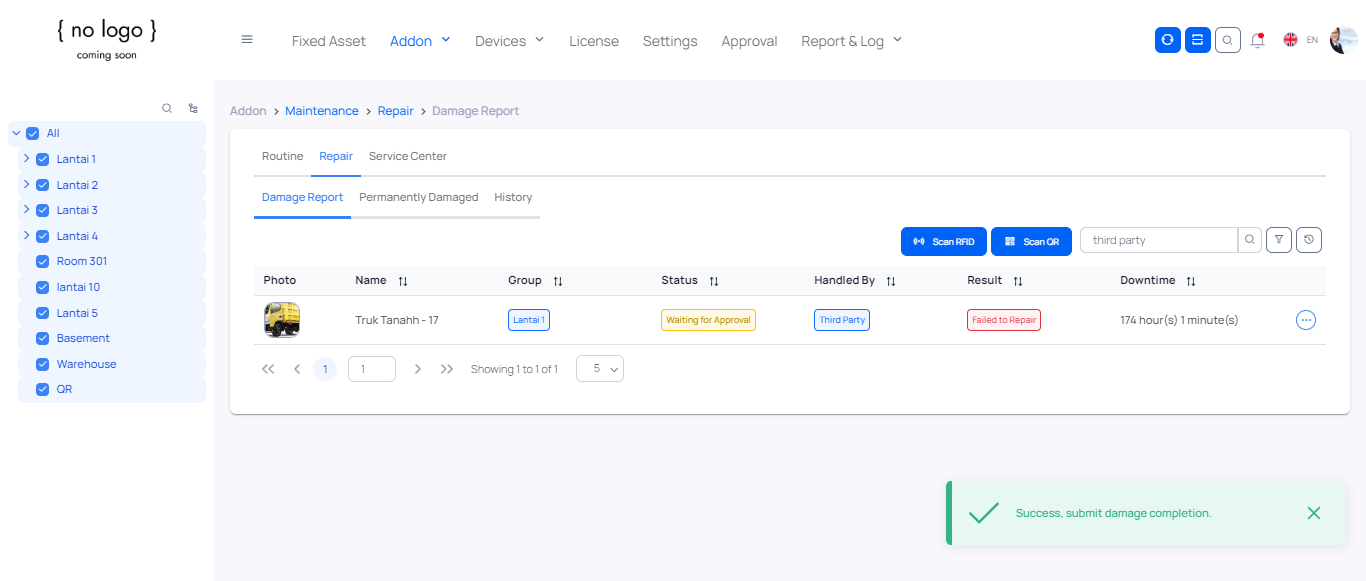 { no logo }
coming soon
Fixed Asset Addon Devices License Settings Approval Report & Log EN
All
Lantai 1
Lantai 2
Lantai 3
Lantai 4
Room 301
lantai 10
Lantai 5
Basement
Warehouse
QR
Addon > Maintenance > Repair > Damage Report
Routine Repair Service Center
Damage Report Permanently Damaged History
Scan RFID Scan QR third party
Photo Name Group Status Handled By Result Downtime
Truk Tanahh - 17 Lantai 1 Waiting for Approval Third Party Failed to Repair 174 hour(s) 1 minute(s)
1 1 Showing 1 to 1 of 1 5
Success, submit damage completion.